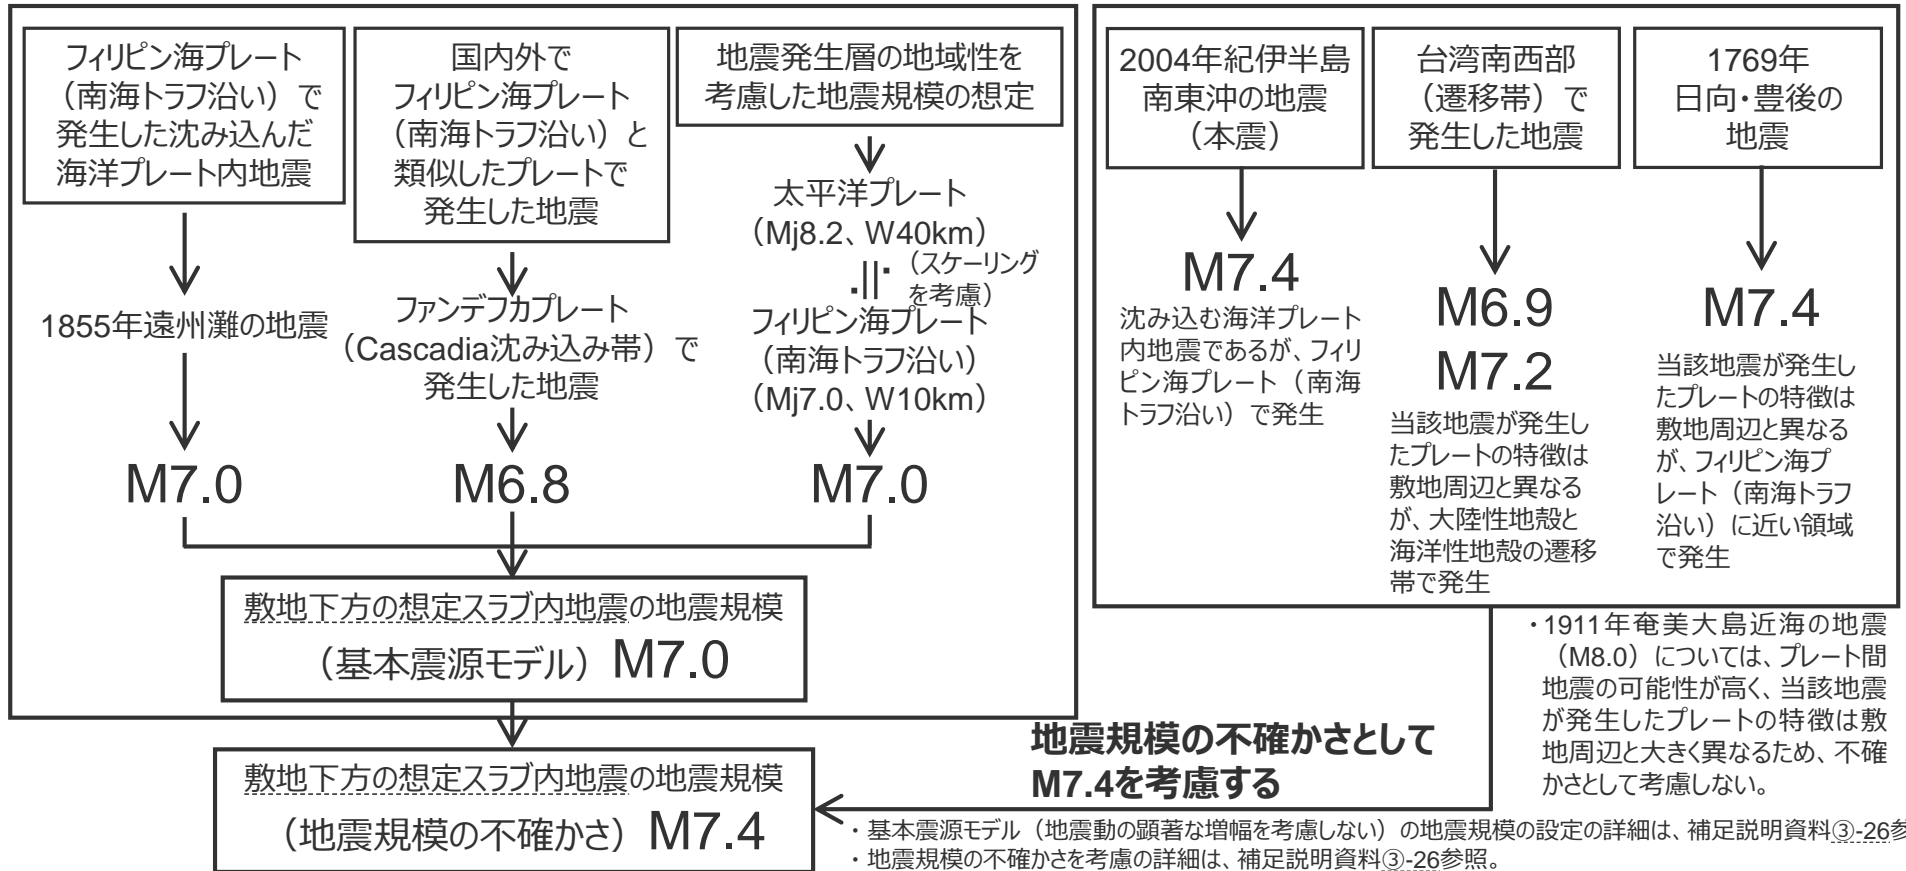 フィリピン海プレート
（南海トラフ沿い）で
発生した沈み込んだ
海洋プレート内地震
1855年遠州灘の地震
M7.0
国内外で
フィリピン海プレート
（南海トラフ沿い）と
類似したプレートで
発生した地震
ファンデフカプレート
（Cascadia沈み込み帯）で
発生した地震
M6.8
地震発生層の地域性を
考慮した地震規模の想定
太平洋プレート
（Mj8.2、W40km）
（スケーリング
を考慮）
フィリピン海プレート
（南海トラフ沿い）
（Mj7.0、W10km）
M7.0
敷地下方の想定スラブ内地震の地震規模
（基本震源モデル）M7.0
2004年紀伊半島
南東沖の地震
（本震）
M7.4
沈み込む海洋プレート
内地震であるが、フィリ
ピン海プレート（南海
トラフ沿い）で発生
台湾南西部
（遷移帯）で
発生した地震
M6.9
M7.2
当該地震が発生し
たプレートの特徴は
敷地周辺と異なる
が、大陸性地殻と
海洋性地殻の遷移
帯で発生
1769年
日向・豊後の
地震
M7.4
当該地震が発生し
たプレートの特徴は
敷地周辺と異なる
が、フィリピン海プ
レート（南海トラフ
沿い）に近い領域
で発生
・1911年奄美大島近海の地震
（M8.0）については、プレート間
地震の可能性が高く、当該地震
が発生したプレートの特徴は敷
地周辺と大きく異なるため、不確
かさとして考慮しない。
地震規模の不確かさとして
M7.4を考慮する
敷地下方の想定スラブ内地震の地震規模
（地震規模の不確かさ）M7.4
・基本震源モデル（地震動の顕著な増幅を考慮しない）の地震規模の設定の詳細は、補足説明資料③-26参
・地震規模の不確かさを考慮の詳細は、補足説明資料③-26参照。